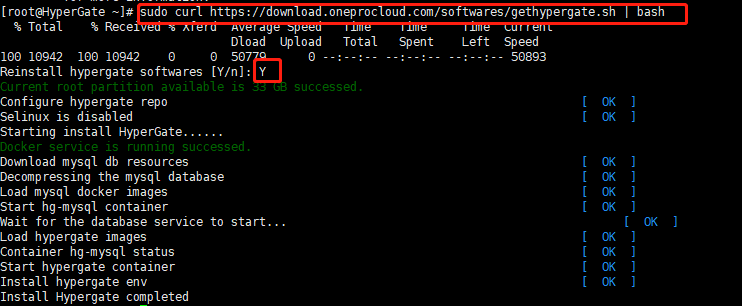 [root@HyperGate ~]# sudo curl https://download.oneprocloud.com/softwares/gethypergate.sh | bash
% Total % Received % Xferd Average Speed Time Time Time Current
Dload Upload Total Spent Left Speed
100 10942 100 10942 0 0 50779 0 --:--:-- --:--:-- --:--:-- 50893
Reinstall hypergate softwares [Y/n]: Y
Current root partition available is 33 GB successed.
Configure hypergate repo [ OK ]
Selinux is disabled [ OK ]
Starting install HyperGate......
Docker service is running successed.
Download mysql db resources [ OK ]
Decompressing the mysql database [ OK ]
Load mysql docker images [ OK ]
Start hg-mysql container [ OK ]
Wait for the database service to start... [ OK ]
Load hypergate images [ OK ]
Container hg-mysql status [ OK ]
Start hypergate container [ OK ]
Install hypergate env [ OK ]
Install Hypergate completed